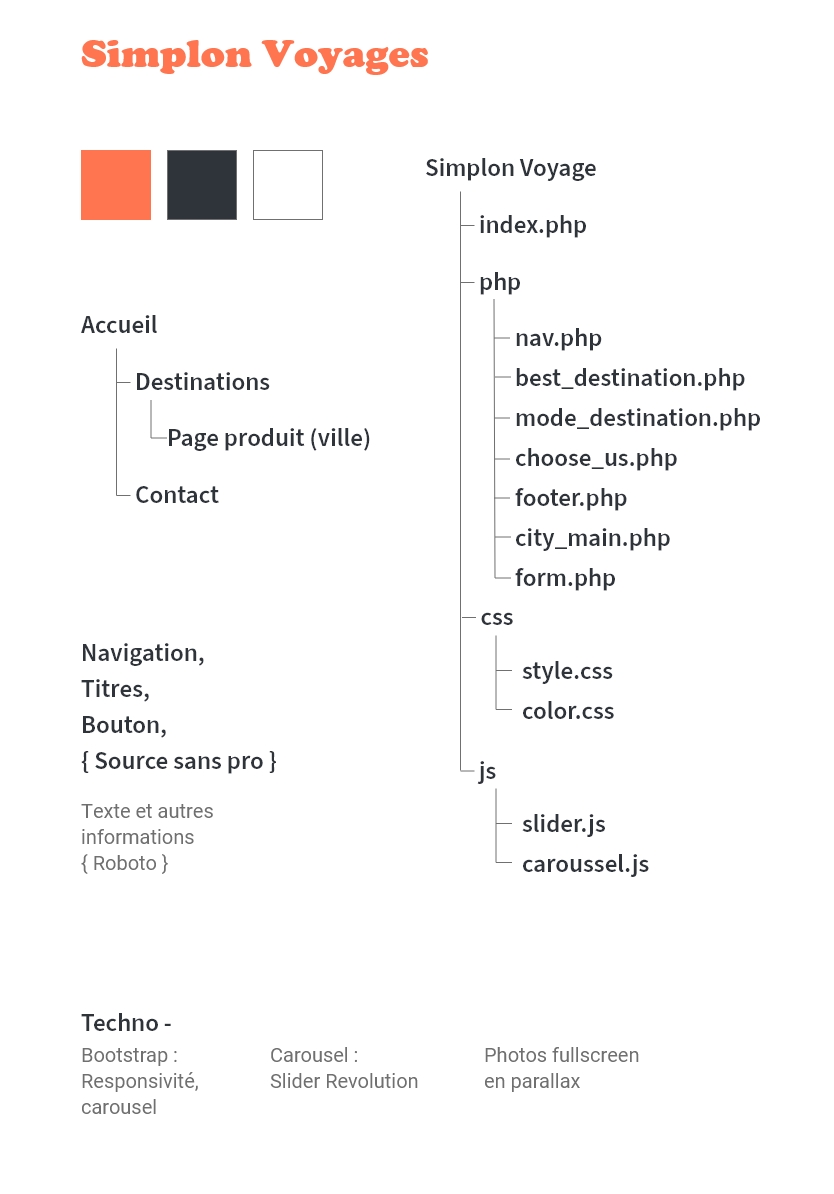 Simplon Voyages
Accueil
Destinations
Page produit (ville)
Contact
Navigation,
Titres,
Bouton,
{ Source sans pro }
Texte et autres
informations
{ Roboto }
Simplon Voyage
index.php
php
nav.php
best_destination.php
mode_destination.php
choose_us.php
footer.php
city_main.php
form.php
css
style.css
color.css
js
slider.js
caroussel.js
Techno -
Bootstrap :
Responsivité,
carousel
Carousel :
Slider Revolution
Photos fullscreen
en parallax